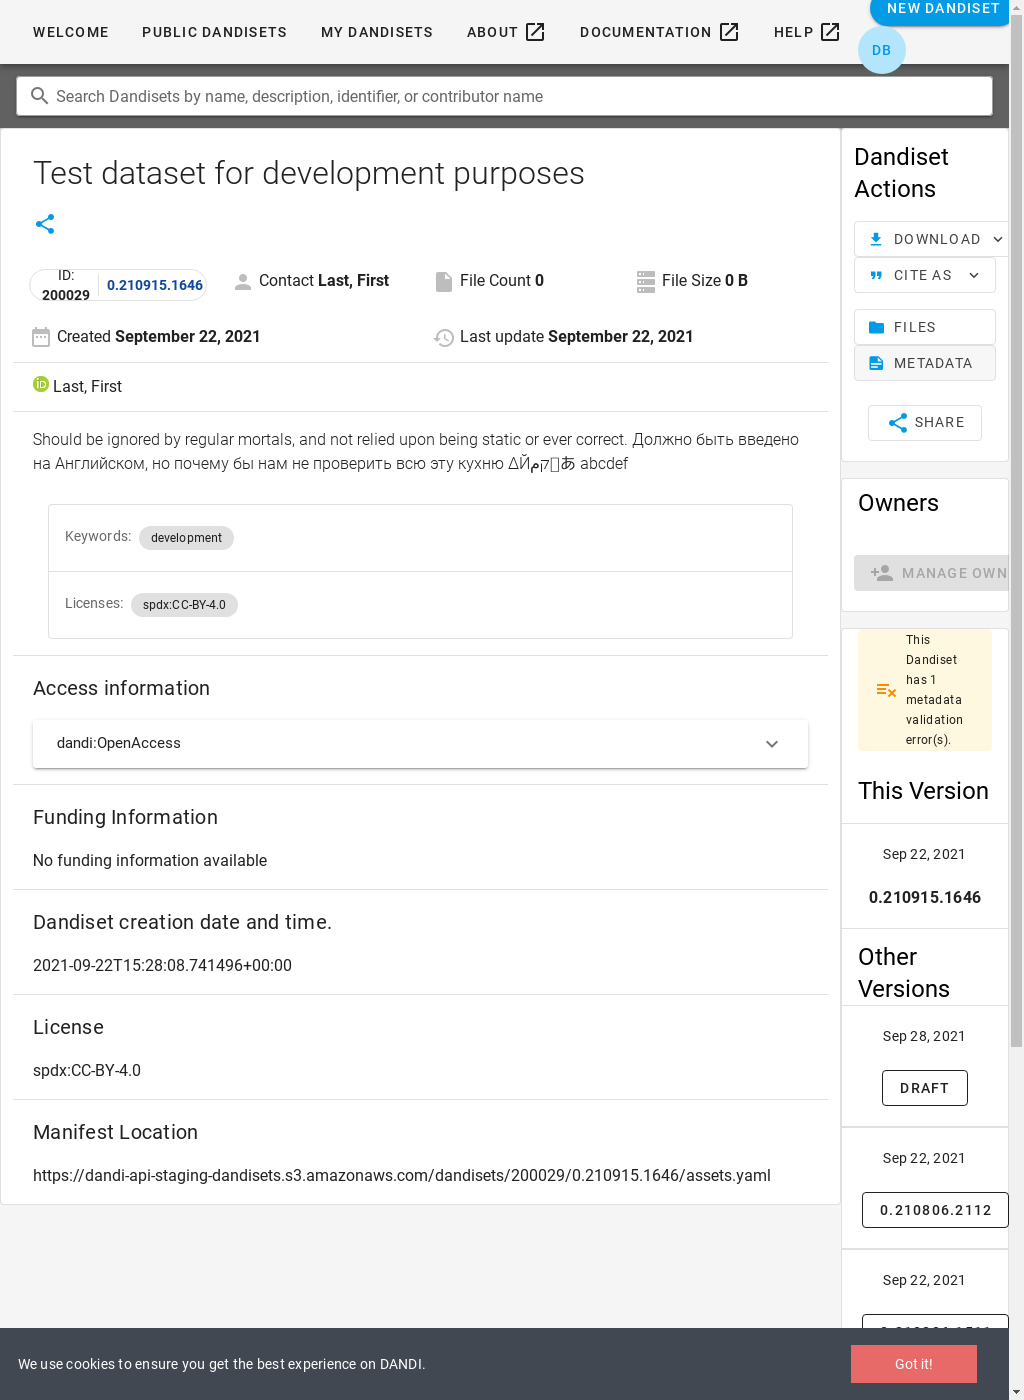 WELCOME
PUBLIC DANDISETS
MY DANDISETS
ABOUT
DOCUMENTATION
HELP
NEW DANDISET
DB
Search Dandisets by name, description, identifier, or contributor name
Test dataset for development purposes
ID:
200029
0.210915.1646
Contact Last, First
File Count 0
File Size 0 B
Created September 22, 2021
Last update September 22, 2021
Last, First
Should be ignored by regular mortals, and not relied upon being static or ever correct. Должно быть введено
на Английском, но почему бы нам не проверить всю эту кухню ΔЙקم๗あ abcdef
Keywords: development
Licenses: spdx:CC-BY-4.0
Access information
dandi:OpenAccess
Funding Information
No funding information available
Dandiset creation date and time.
2021-09-22T15:28:08.741496+00:00
License
spdx:CC-BY-4.0
Manifest Location
https://dandi-api-staging-dandisets.s3.amazonaws.com/dandisets/200029/0.210915.1646/assets.yaml
Dandiset
Actions
DOWNLOAD
CITE AS
FILES
METADATA
SHARE
Owners
MANAGE OWN
This
Dandiset
has 1
metadata
validation
error(s).
This Version
Sep 22, 2021
0.210915.1646
Other
Versions
Sep 28, 2021
DRAFT
Sep 22, 2021
0.210806.2112
Sep 22, 2021
We use cookies to ensure you get the best experience on DANDI.
Got it!